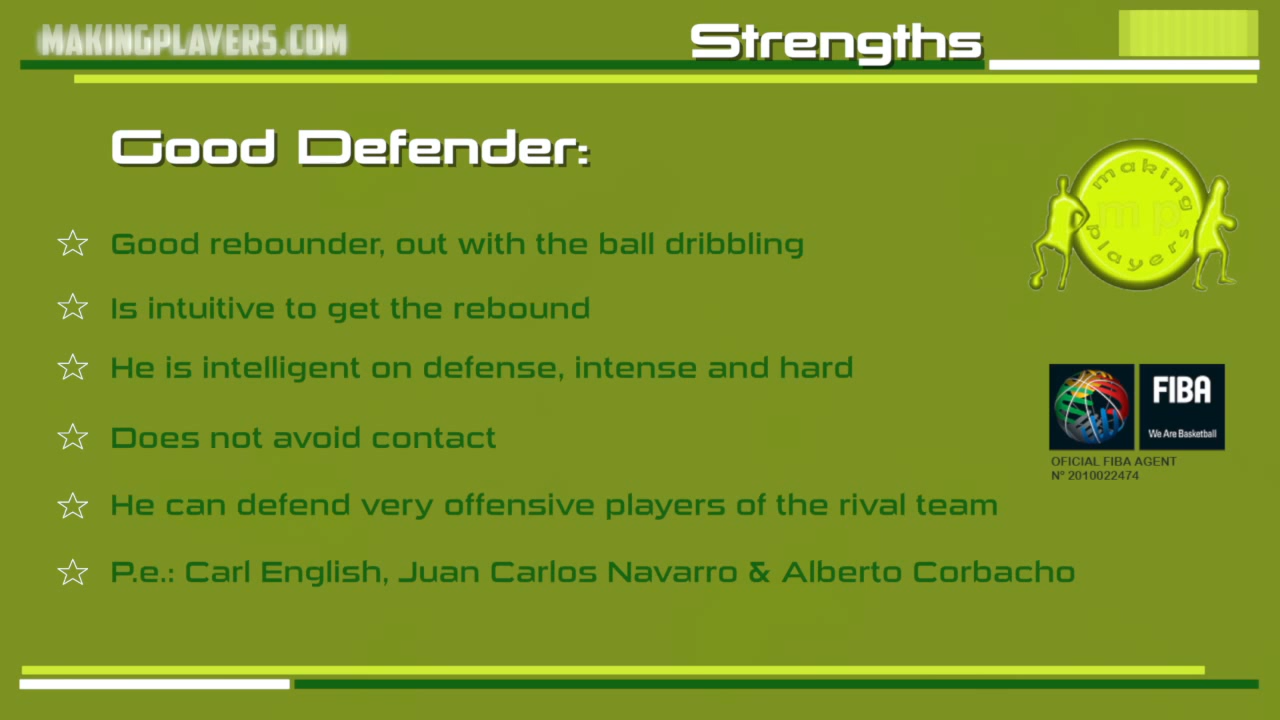 MAKINGPLAYERS.COM
Strengths
Good Defender:
making
mp
players
Good rebounder, out with the ball dribbling
Is intuitive to get the rebound
He is intelligent on defense, intense and hard
FIBA
We Are Basketball
Does not avoid contact
OFICIAL FIBA AGENT
Nº 2010022474
He can defend very offensive players of the rival team
P.e.: Carl English, Juan Carlos Navarro & Alberto Corbacho